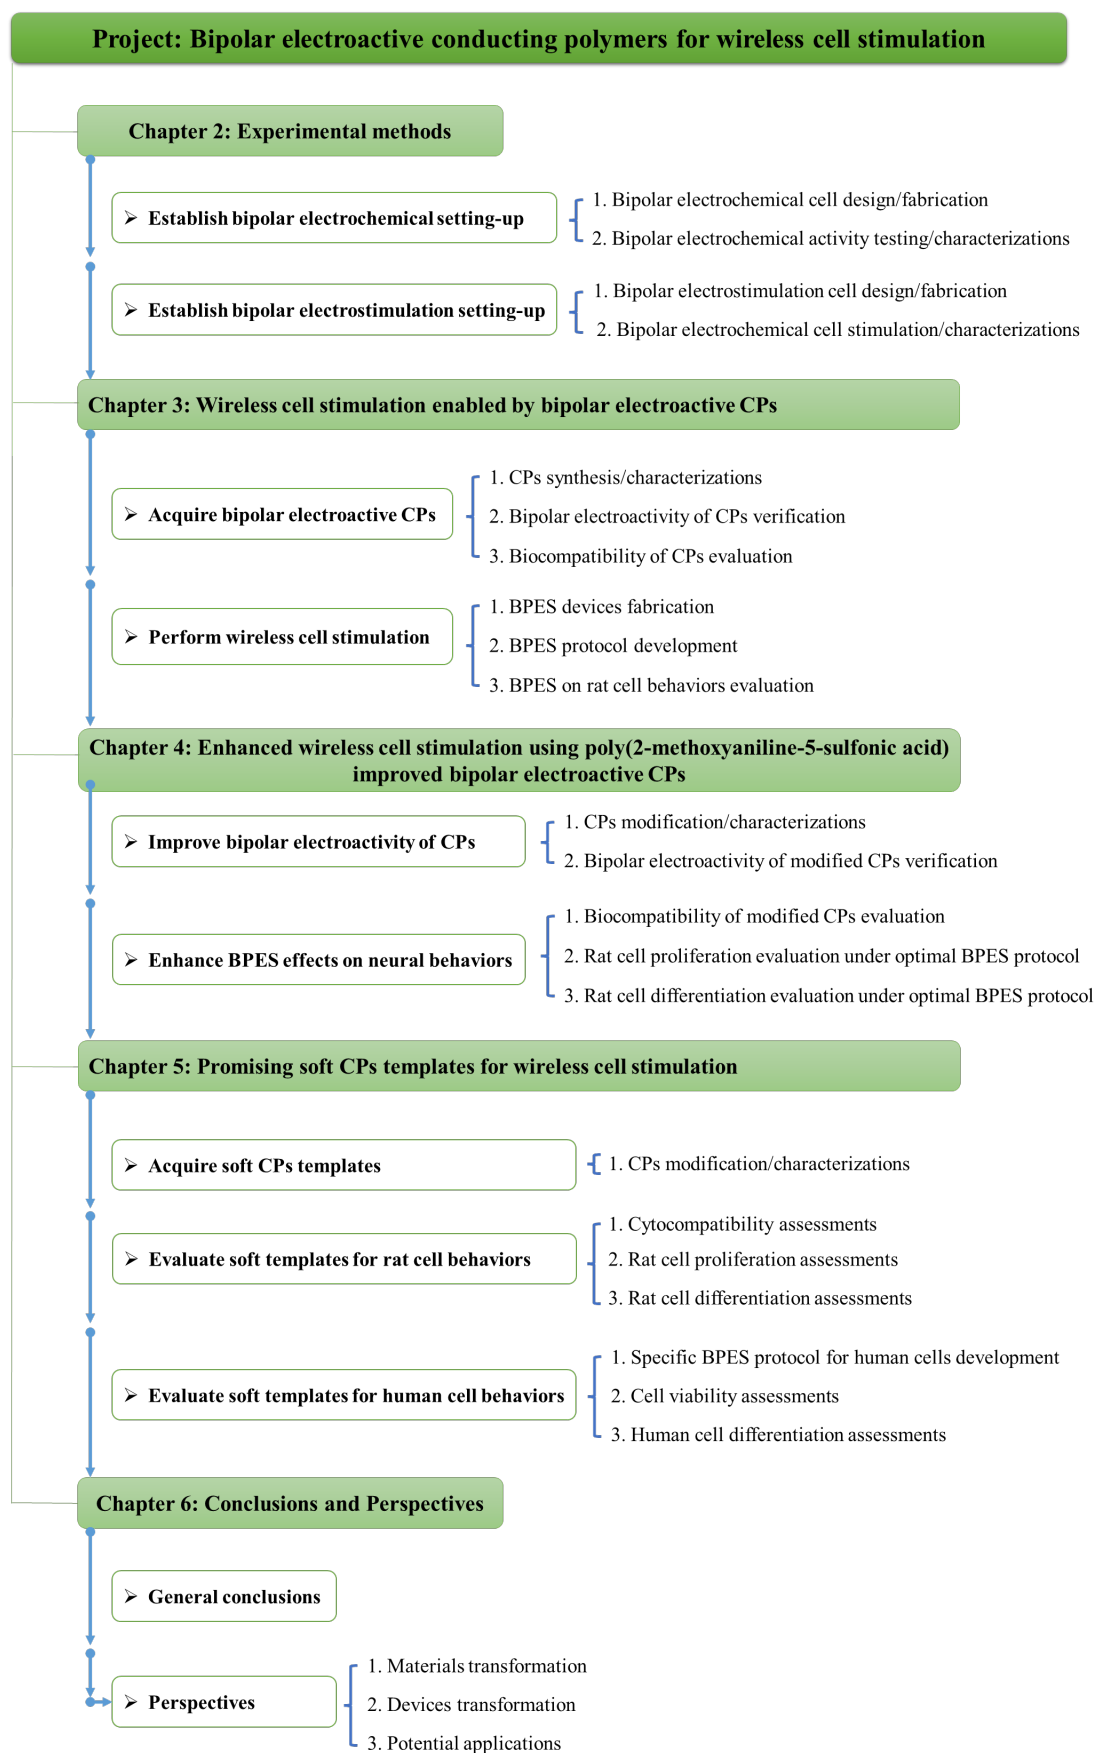 Project: Bipolar electroactive conducting polymers for wireless cell stimulation
Chapter 2: Experimental methods
➢ Establish bipolar electrochemical setting-up
1. Bipolar electrochemical cell design/fabrication
2. Bipolar electrochemical activity testing/characterizations
➢ Establish bipolar electrostimulation setting-up
1. Bipolar electrostimulation cell design/fabrication
2. Bipolar electrochemical cell stimulation/characterizations
Chapter 3: Wireless cell stimulation enabled by bipolar electroactive CPs
➢ Acquire bipolar electroactive CPs
1. CPs synthesis/characterizations
2. Bipolar electroactivity of CPs verification
3. Biocompatibility of CPs evaluation
➢ Perform wireless cell stimulation
1. BPES devices fabrication
2. BPES protocol development
3. BPES on rat cell behaviors evaluation
Chapter 4: Enhanced wireless cell stimulation using poly(2-methoxyaniline-5-sulfonic acid)
improved bipolar electroactive CPs
➢ Improve bipolar electroactivity of CPs
1. CPs modification/characterizations
2. Bipolar electroactivity of modified CPs verification
➢ Enhance BPES effects on neural behaviors
1. Biocompatibility of modified CPs evaluation
2. Rat cell proliferation evaluation under optimal BPES protocol
3. Rat cell differentiation evaluation under optimal BPES protocol
Chapter 5: Promising soft CPs templates for wireless cell stimulation
➢ Acquire soft CPs templates
1. CPs modification/characterizations
➢ Evaluate soft templates for rat cell behaviors
1. Cytocompatibility assessments
2. Rat cell proliferation assessments
3. Rat cell differentiation assessments
➢ Evaluate soft templates for human cell behaviors
1. Specific BPES protocol for human cells development
2. Cell viability assessments
3. Human cell differentiation assessments
Chapter 6: Conclusions and Perspectives
➢ General conclusions
➢ Perspectives
1. Materials transformation
2. Devices transformation
3. Potential applications